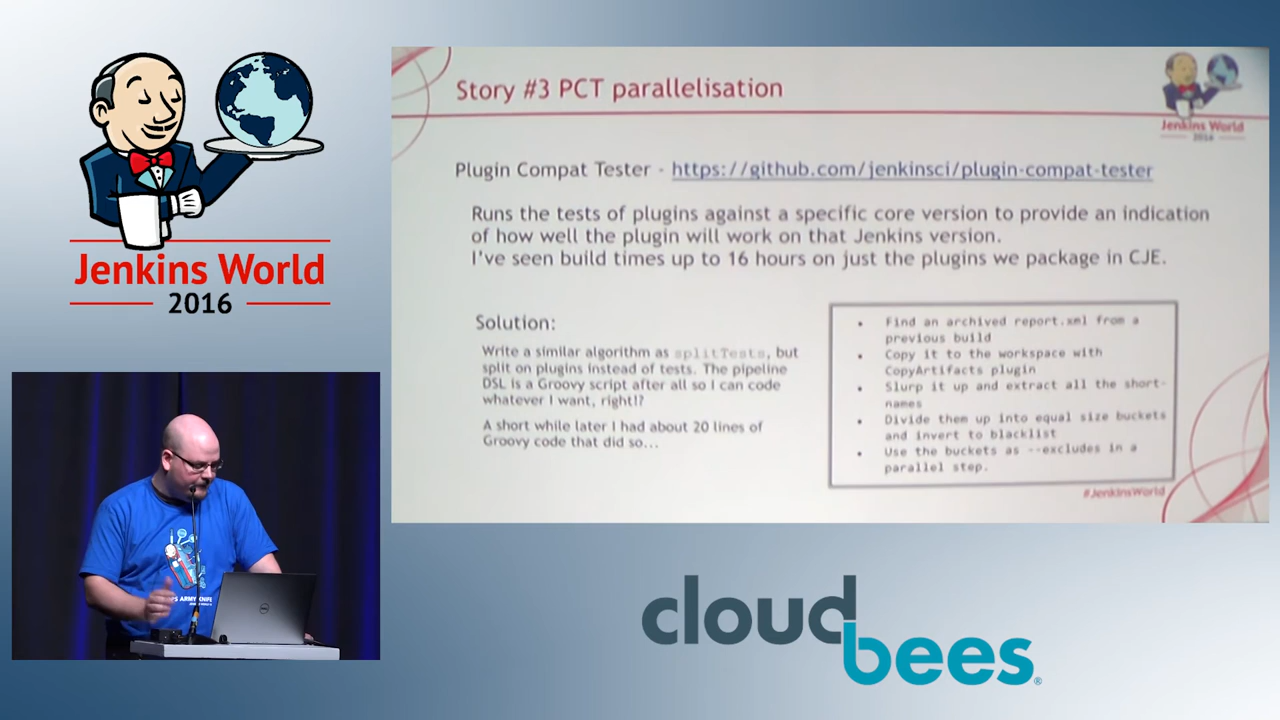 Jenkins World
2016
Story #3 PCT parallelisation
Jenkins World
2016
Plugin Compat Tester - https://github.com/jenkinsci/plugin-compat-tester
Runs the tests of plugins against a specific core version to provide an indication
of how well the plugin will work on that Jenkins version.
I've seen build times up to 16 hours on just the plugins we package in CJE.
Solution:
Write a similar algorithm as splitTests, but
split on plugins instead of tests. The pipeline
DSL is a Groovy script after all so I can code
whatever I want, right!?
A short while later I had about 20 lines of
Groovy code that did so...
• Find an archived report.xml from a
previous build
• Copy it to the workspace with
CopyArtifacts plugin
• Slurp it up and extract all the short-
names
• Divide them up into equal size buckets
and invert to blacklist
• Use the buckets as --excludes in a
parallel step.
#JenkinsWorld
ARMY KNIFE
DELL
cloudbees®